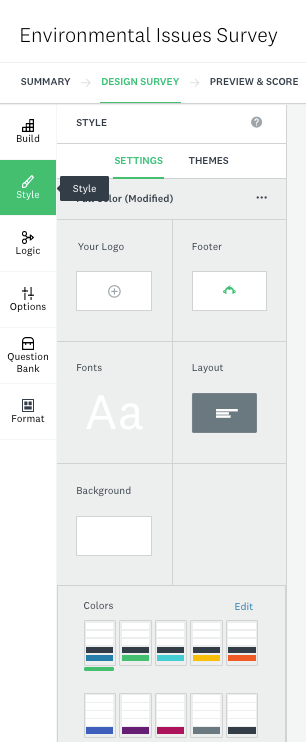 Environmental Issues Survey
SUMMARY → DESIGN SURVEY → PREVIEW & SCORE
Build
STYLE
?
SETTINGS
THEMES
Style
Style
Color (Modified)
...
Logic
Your Logo
Footer
Options
Question
Bank
Fonts
Layout
Aa
Format
Background
Colors
Edit